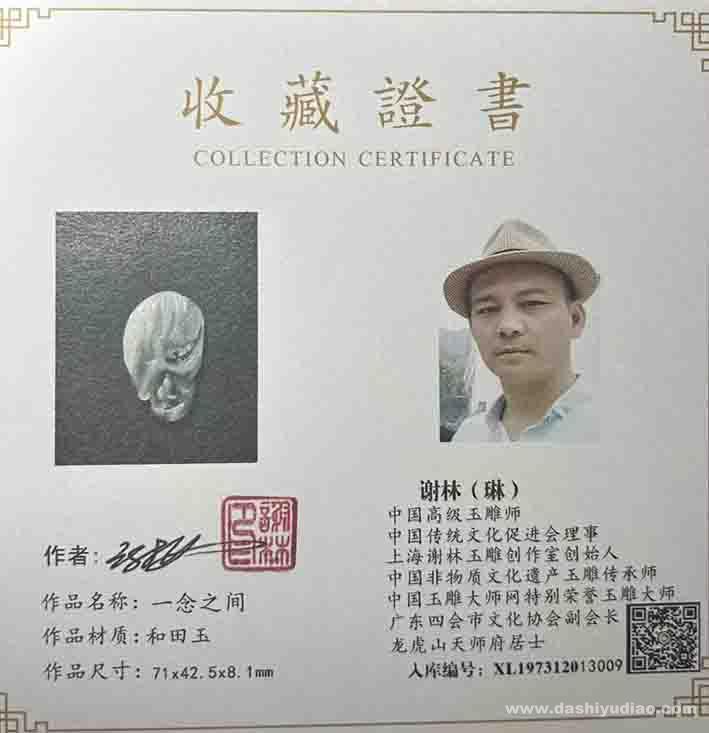 收藏證書
COLLECTION CERTIFICATE
作者：
谢林印
作品名称：一念之间
作品材质：和田玉
作品尺寸：71x42.5x8.1mm
谢林（琳）
中国高级玉雕师
中国传统文化促进会理事
上海谢林玉雕创作室创始人
中国非物质文化遗产玉雕传承师
中国玉雕大师网特别荣誉玉雕大师
广东四会市文化协会副会长
龙虎山天师府居士
入库编号：XL197312013009
www.dashiyudiao.com